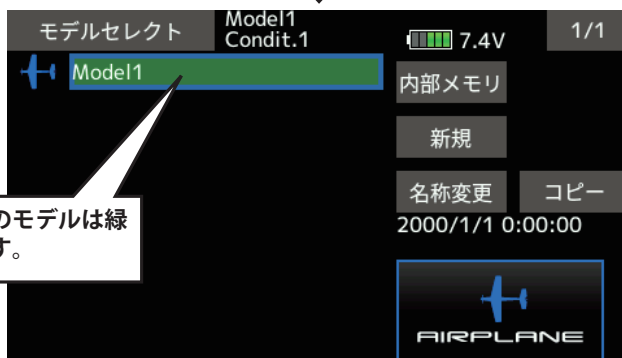 モデルセレクト
Model1
Condit.1
7.4V
1/1
Model1
内部メモリ
新規
名称変更
コピー
2000/1/1 0:00:00
のモデルは緑
す。
AIRPLANE